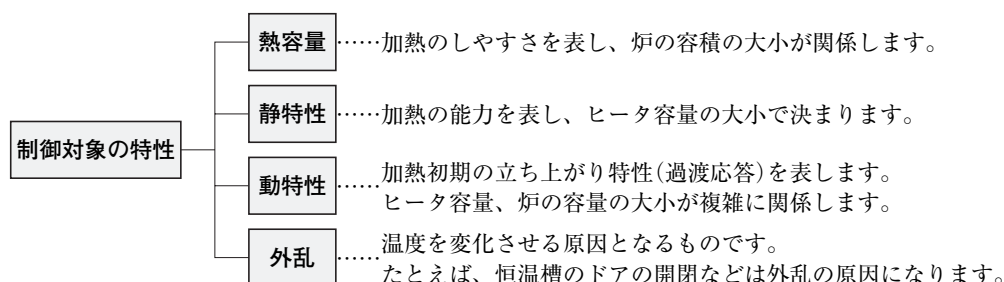 制御対象の特性
熱容量……加熱のしやすさを表し、炉の容積の大小が関係します。
静特性……加熱の能力を表し、ヒータ容量の大小で決まります。
動特性……加熱初期の立ち上がり特性(過渡応答)を表します。
ヒータ容量、炉の容量の大小が複雑に関係します。
外乱……温度を変化させる原因となるものです。
たとえば、恒温槽のドアの開閉などは外乱の原因になります。